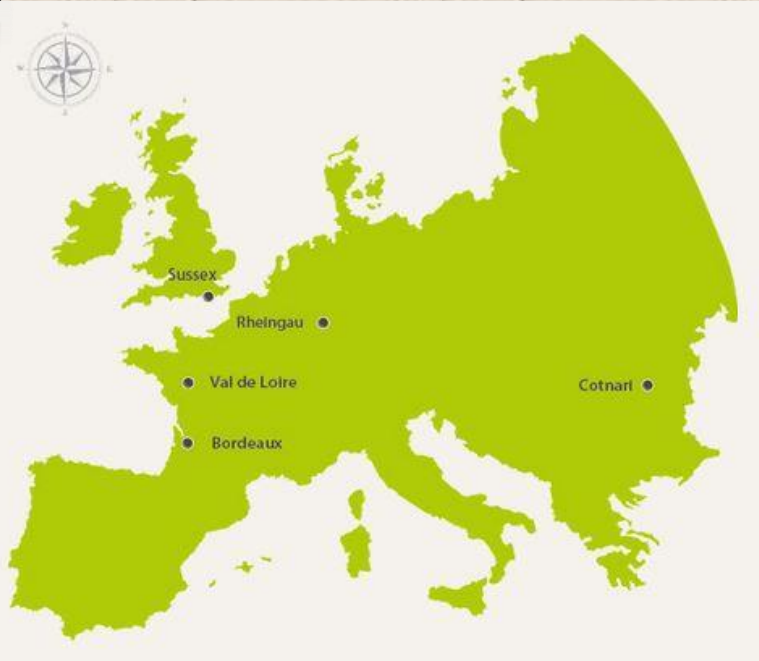 N
W
E
S
Sussex
Rheingau
Val de Loire
Cotnari
Bordeaux